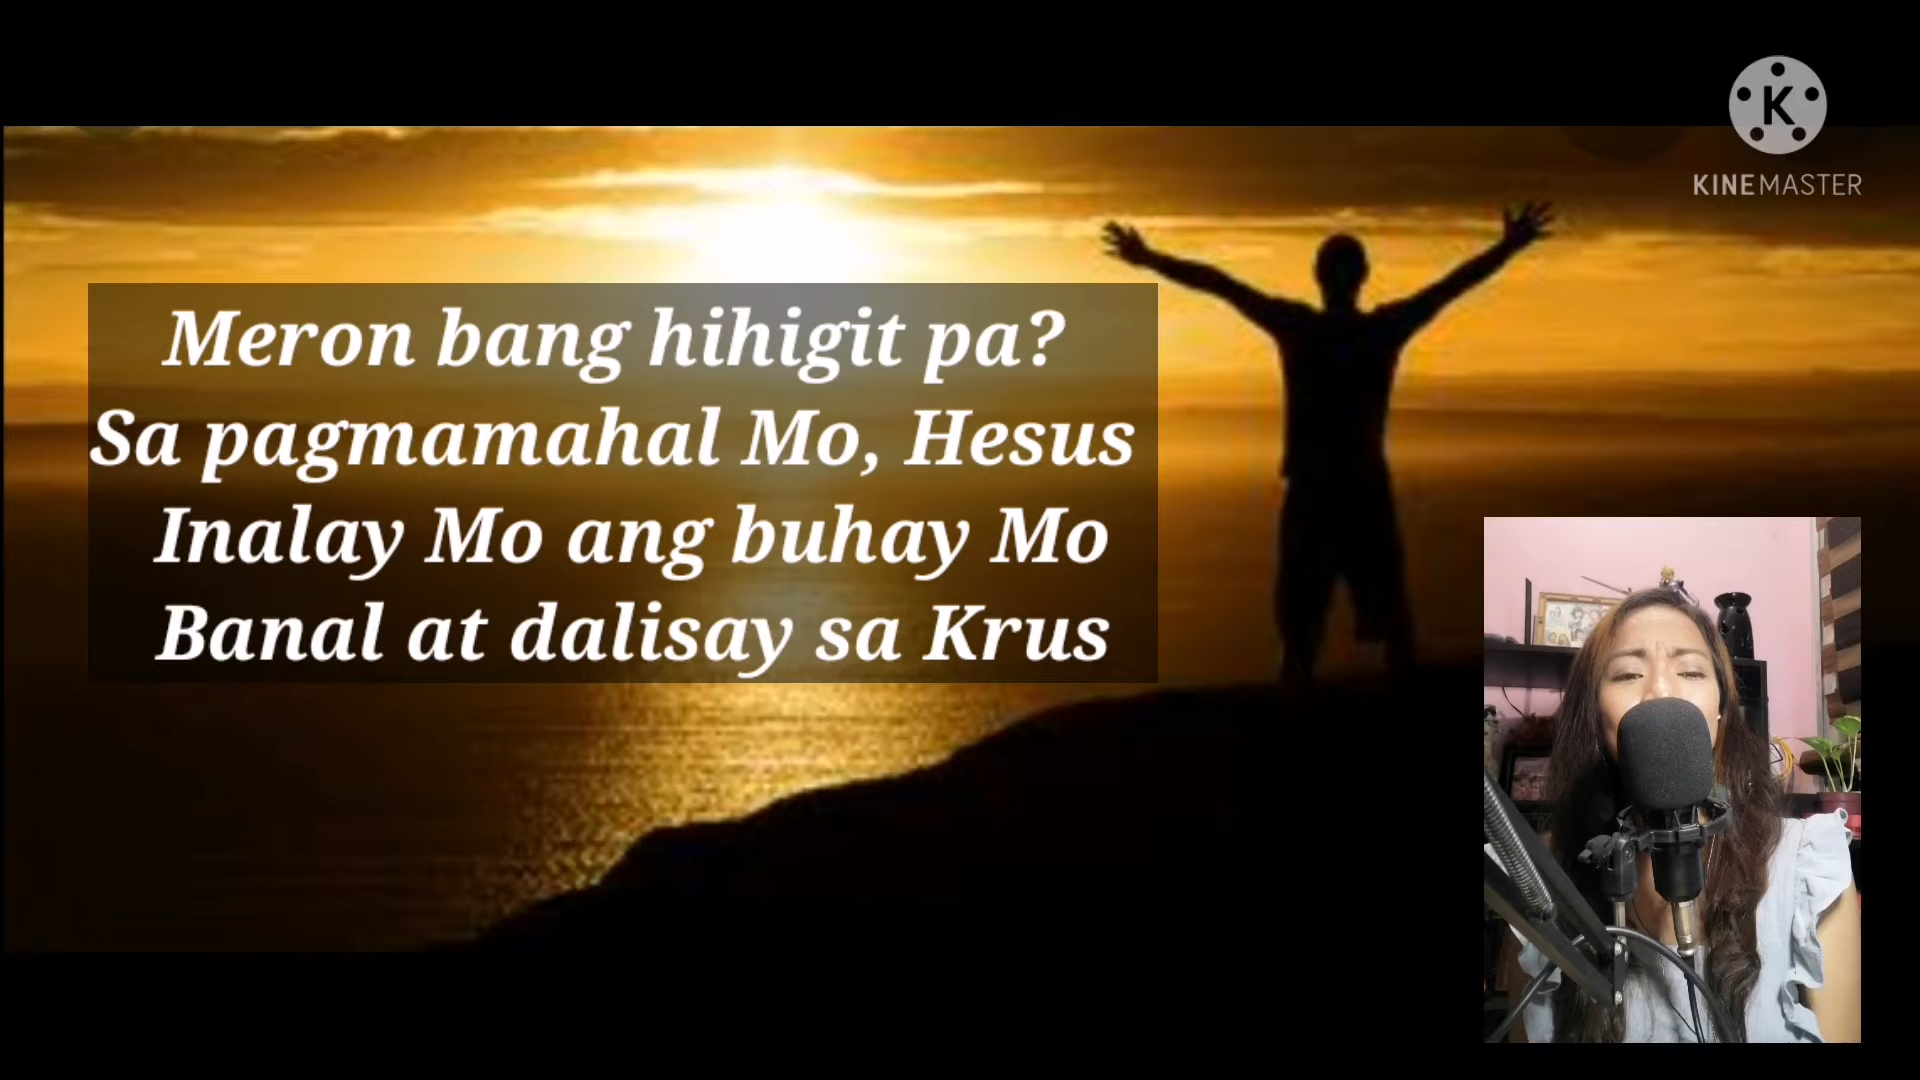 KINEMASTER
Meron bang hihigit pa?
Sa pagmamahal Mo, Hesus
Inalay Mo ang buhay Mo
Banal at dalisay sa Krus